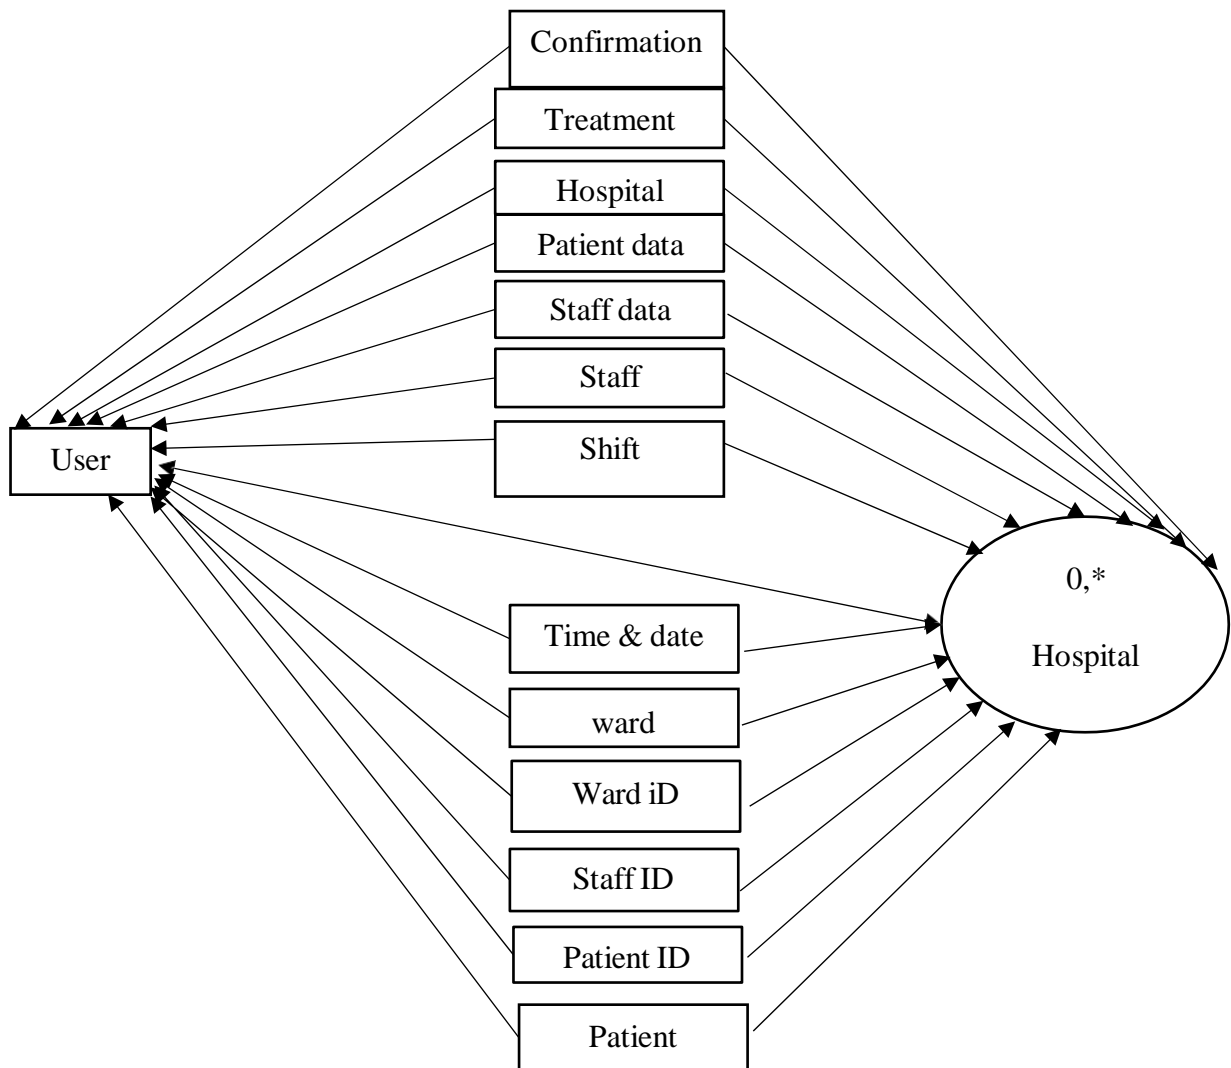 Confirmation
Treatment
Hospital
Patient data
Staff data
Staff
Shift
User
0,*
Hospital
Time & date
ward
Ward iD
Staff ID
Patient ID
Patient